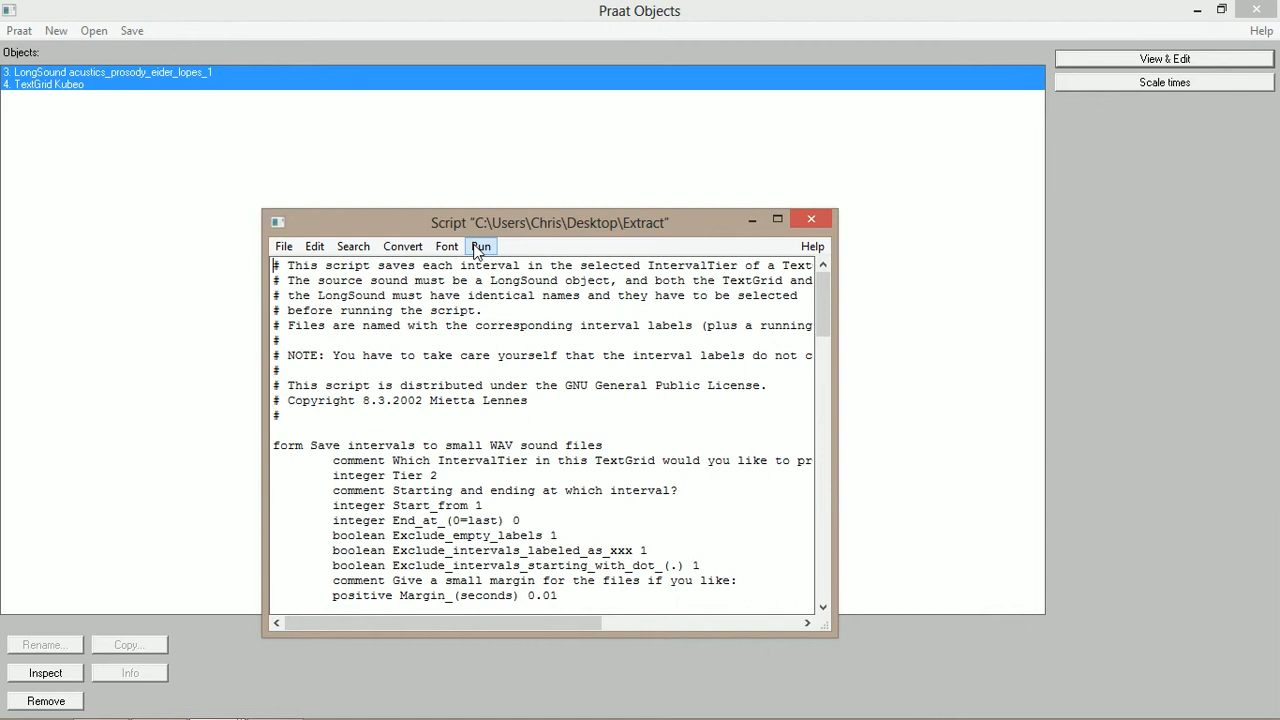 Praat Objects
Praat New Open Save Help
Objects:
3. LongSound acustics_prosody_eider_lopes_1
4. TextGrid Kubeo
View & Edit
Scale times
Script "C:\Users\Chris\Desktop\Extract"
File Edit Search Convert Font Run Help
# This script saves each interval in the selected IntervalTier of a Text
# The source sound must be a LongSound object, and both the TextGrid and
# the LongSound must have identical names and they have to be selected
# before running the script.
# Files are named with the corresponding interval labels (plus a running
#
# NOTE: You have to take care yourself that the interval labels do not c
#
# This script is distributed under the GNU General Public License.
# Copyright 8.3.2002 Mietta Lennes
#
form Save intervals to small WAV sound files
comment Which IntervalTier in this TextGrid would you like to pr
integer Tier 2
comment Starting and ending at which interval?
integer Start_from 1
integer End_at_(0=last) 0
boolean Exclude_empty_labels 1
boolean Exclude_intervals_labeled_as_xxx 1
boolean Exclude_intervals_starting_with_dot_(.) 1
comment Give a small margin for the files if you like:
positive Margin_(seconds) 0.01
Rename... Copy...
Inspect Info
Remove